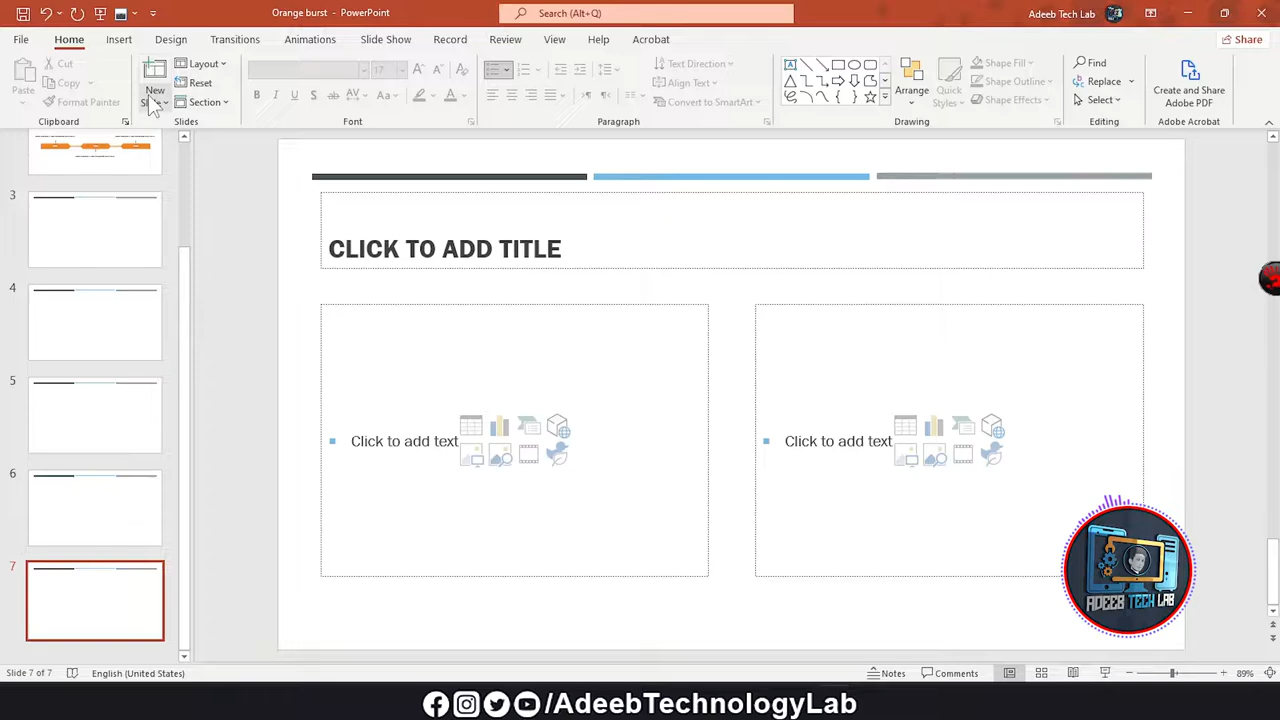 Orange burst - PowerPoint
Search (Alt+Q)
Adeeb Tech Lab
File Home Insert Design Transitions Animations Slide Show Record Review View Help Acrobat
Share
Paste
Cut
Copy
Format Painter
Clipboard
New
Layout
Reset
Section
Slides
17
B I U S ab AV Aa A
Font
Text Direction
Align Text
Convert to SmartArt
Paragraph
Arrange
Quick
Styles
Shape Fill
Shape Outline
Shape Effects
Drawing
Find
Replace
Select
Editing
Create and Share
Adobe PDF
Adobe Acrobat
3
4
5
6
7
CLICK TO ADD TITLE
Click to add text
Click to add text
ADEEB TECH LAB
Slide 7 of 7
English (United States)
Notes
Comments
89%
/AdeebTechnologyLab